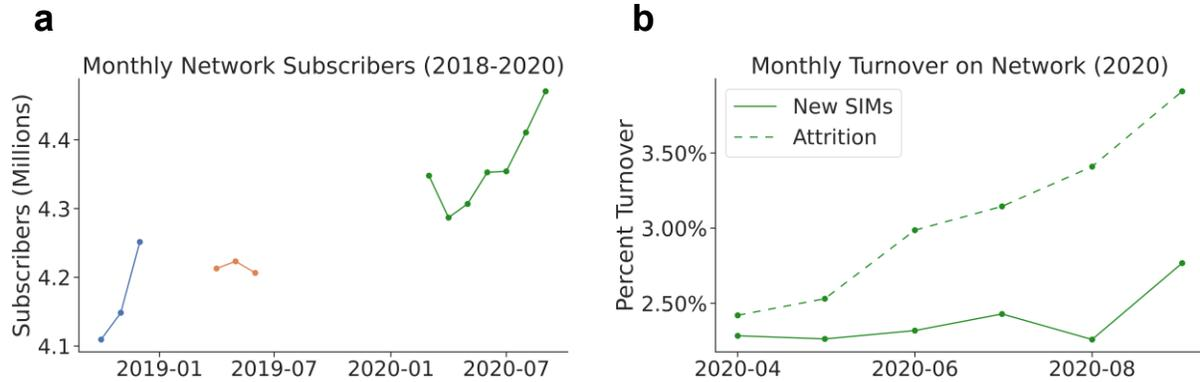 a
Monthly Network Subscribers (2018-2020)
Subscribers (Millions)
4.4
4.3
4.2
4.1
2019-01 2019-07 2020-01 2020-07
b
Monthly Turnover on Network (2020)
New SIMs
Attrition
Percent Turnover
3.50%
3.00%
2.50%
2020-04 2020-06 2020-08